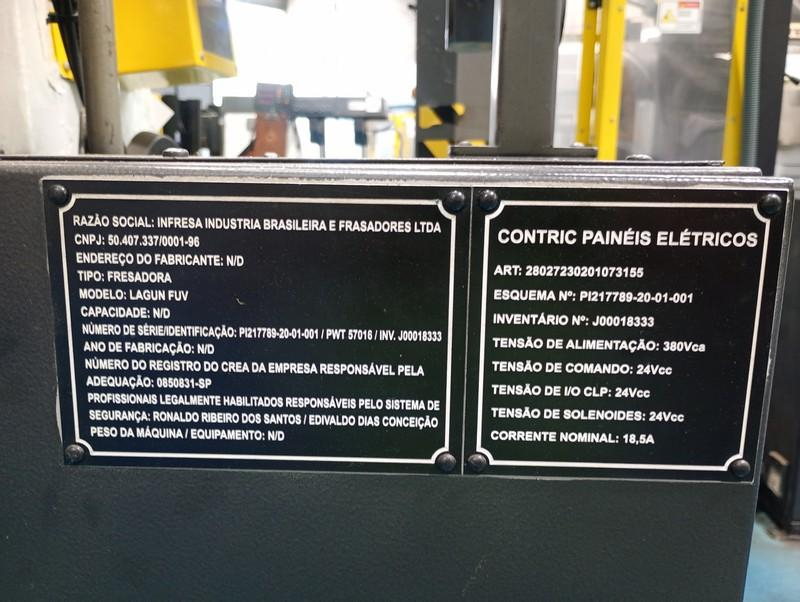 RAZÃO SOCIAL: INFRESA INDUSTRIA BRASILEIRA E FRASADORES LTDA
CNPJ: 50.407.337/0001-96
ENDEREÇO DO FABRICANTE: N/D
TIPO: FRESADORA
MODELO: LAGUN FUV
CAPACIDADE: N/D
NÚMERO DE SÉRIE/IDENTIFICAÇÃO: PI217789-20-01-001 / PWT 57016 / INV. J00018333
ANO DE FABRICAÇÃO: N/D
NÚMERO DO REGISTRO DO CREA DA EMPRESA RESPONSÁVEL PELA
ADEQUAÇÃO: 0850831-SP
PROFISSIONAIS LEGALMENTE HABILITADOS RESPONSÁVEIS PELO SISTEMA DE
SEGURANÇA: RONALDO RIBEIRO DOS SANTOS / EDIVALDO DIAS CONCEIÇÃO
PESO DA MÁQUINA / EQUIPAMENTO: N/D
CONTRIC PAINÉIS ELÉTRICOS
ART: 28027230201073155
ESQUEMA Nº: PI217789-20-01-001
INVENTÁRIO Nº: J00018333
TENSÃO DE ALIMENTAÇÃO: 380Vca
TENSÃO DE COMANDO: 24Vcc
TENSÃO DE I/O CLP: 24Vcc
TENSÃO DE SOLENOIDES: 24Vcc
CORRENTE NOMINAL: 18,5A